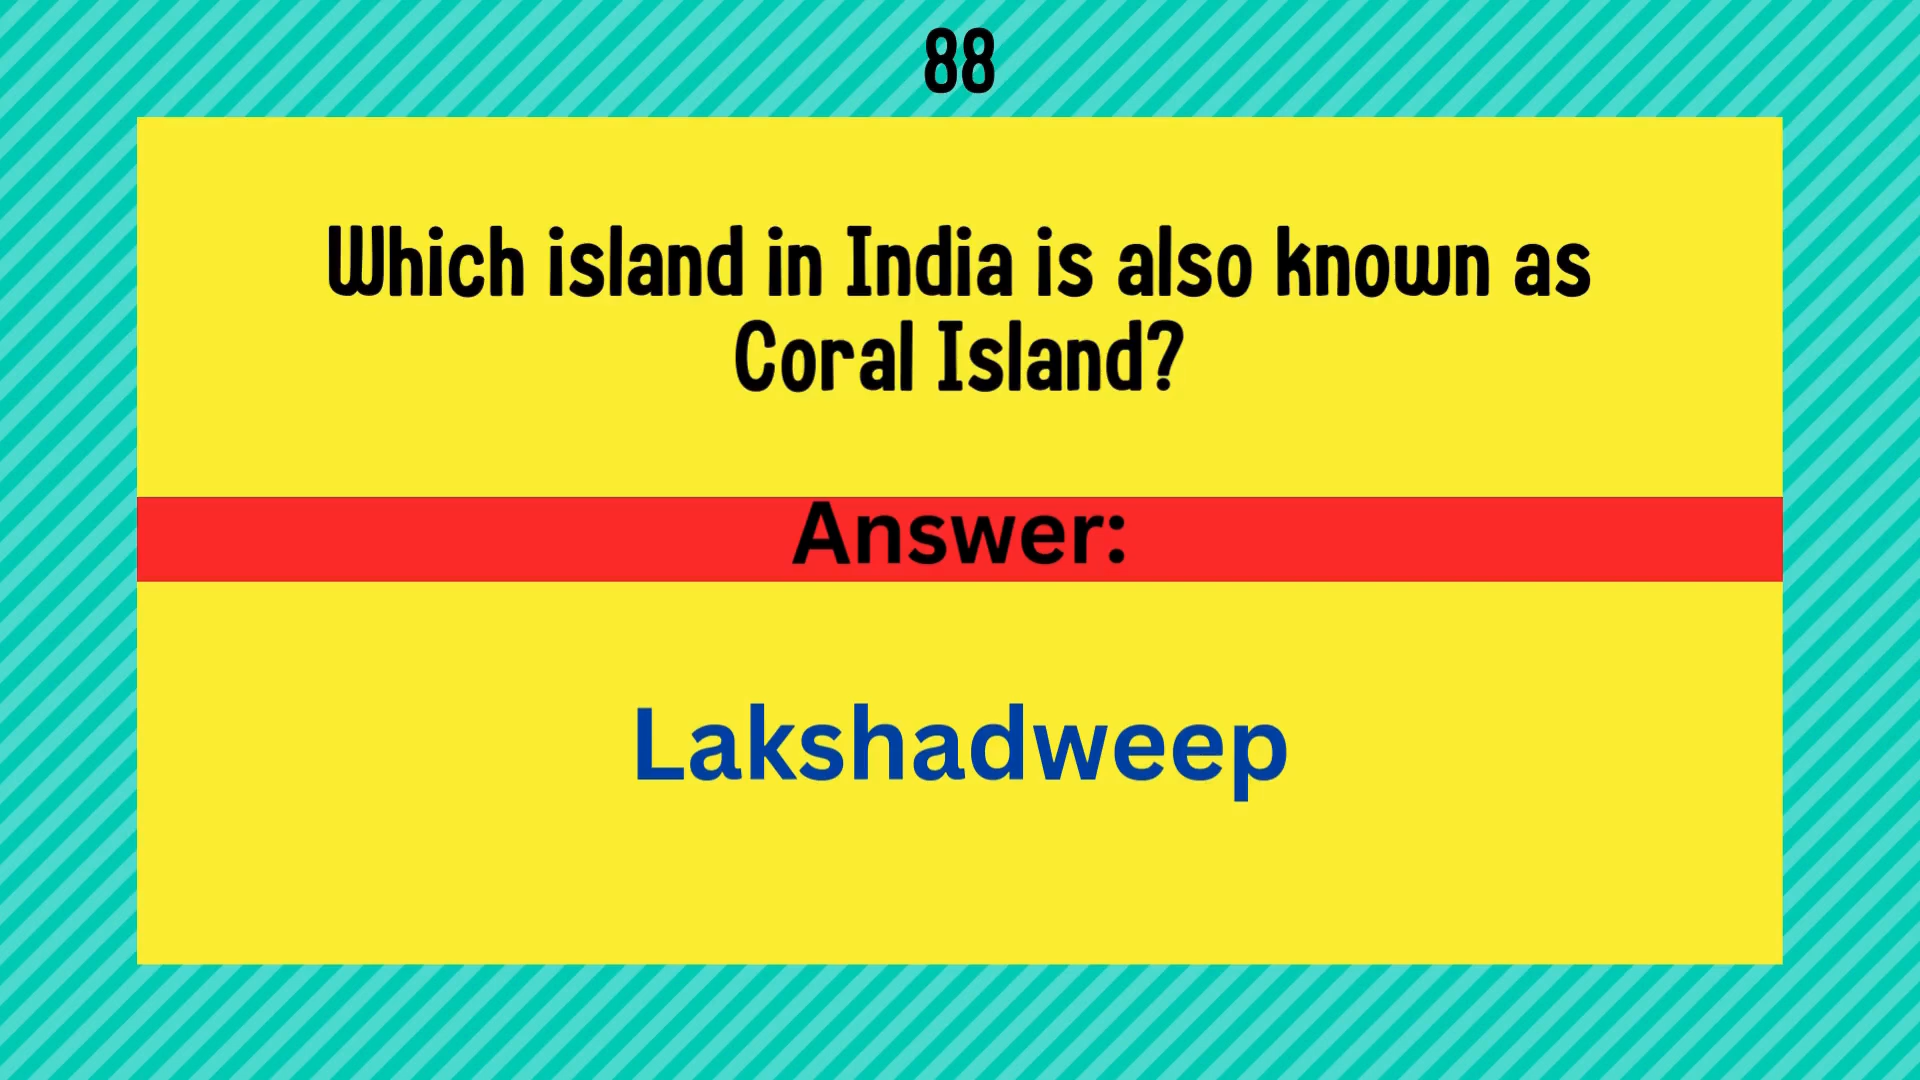 88
Which island in India is also known as
Coral Island?
Answer:
Lakshadweep